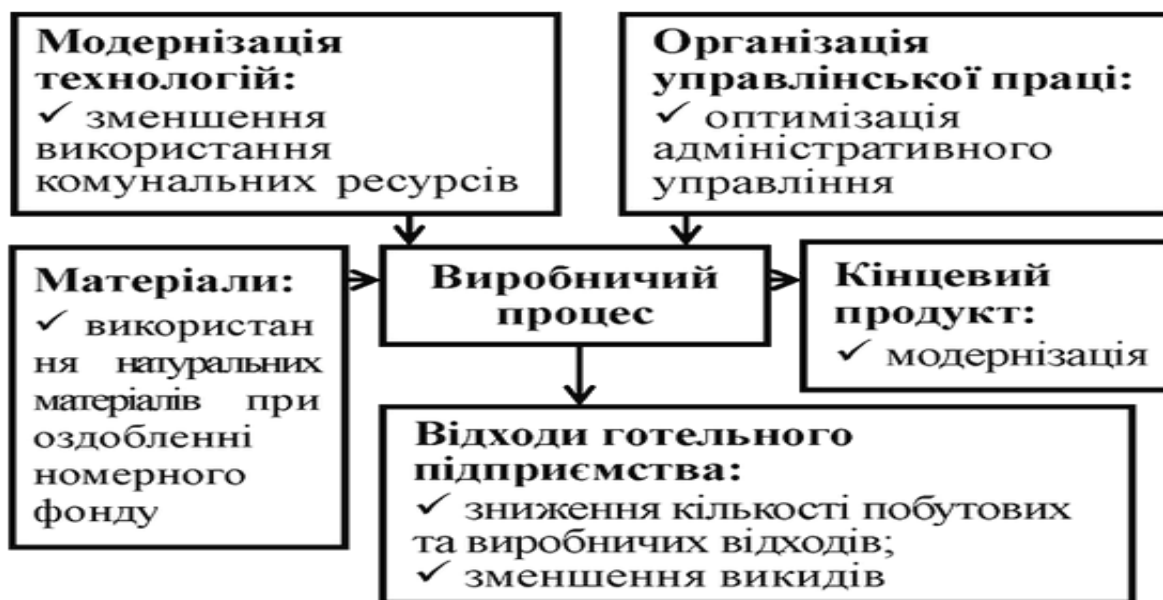 Модернізація
технологій:
✓ зменшення
використання
комунальних ресурсів
Організація
управлінської праці:
✓ оптимізація
адміністративного
управління
Матеріали:
✓ використан
ня натуральних
матеріалів при
оздобленні
номерного
фонду
Виробничий
процес
Кінцевий
продукт:
✓ модернізація
Відходи готельного
підприємства:
✓ зниження кількості побутових
та виробничих відходів;
✓ зменшення викидів